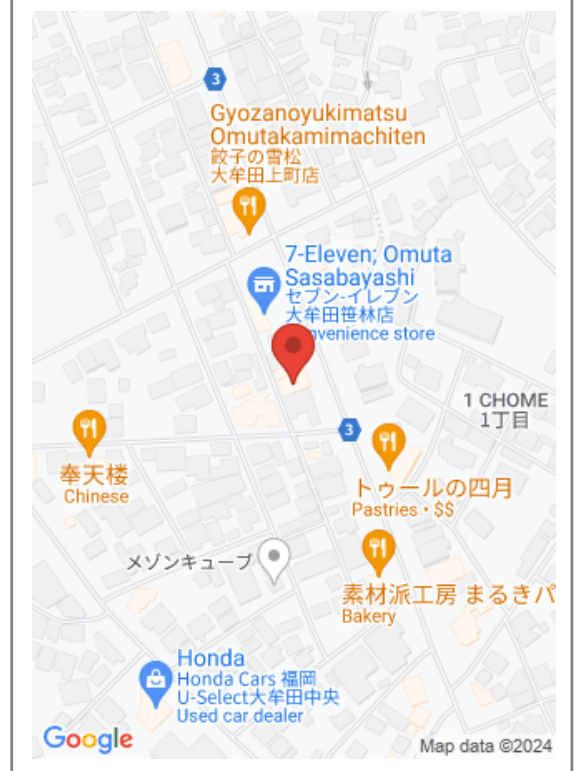 3
Gyozanoyukimatsu
Omutakamimachiten
餃子の雪松
大牟田上町店
7-Eleven; Omuta
Sasabayashi
セブン-イレブン
大牟田笹林店
nvenience store
1 CHOME
1丁目
3
奉天楼
Chinese
トゥールの四月
Pastries • $$
メゾンキューブ
素材派工房 まるきパ
Bakery
Honda
Honda Cars 福岡
U-Select大牟田中央
Used car dealer
Google
Map data ©2024